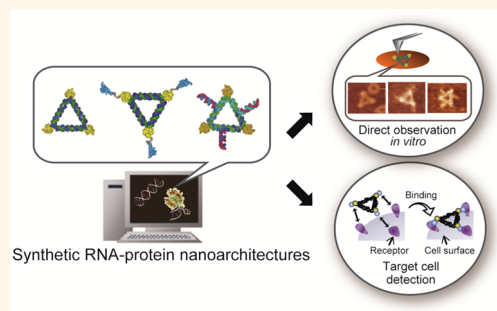 Direct observation
in vitro
Binding
Receptor
Cell surface
Target cell
detection
Synthetic RNA-protein nanoarchitectures